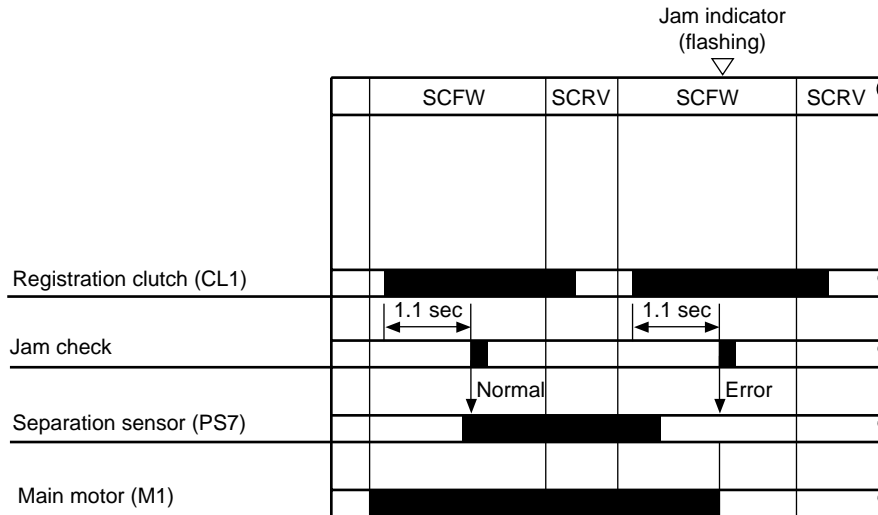 Jam indicator
(flashing)
SCFW SCRV SCFW SCRV
Registration clutch (CL1)
1.1 sec 1.1 sec
Jam check
Normal Error
Separation sensor (PS7)
Main motor (M1)